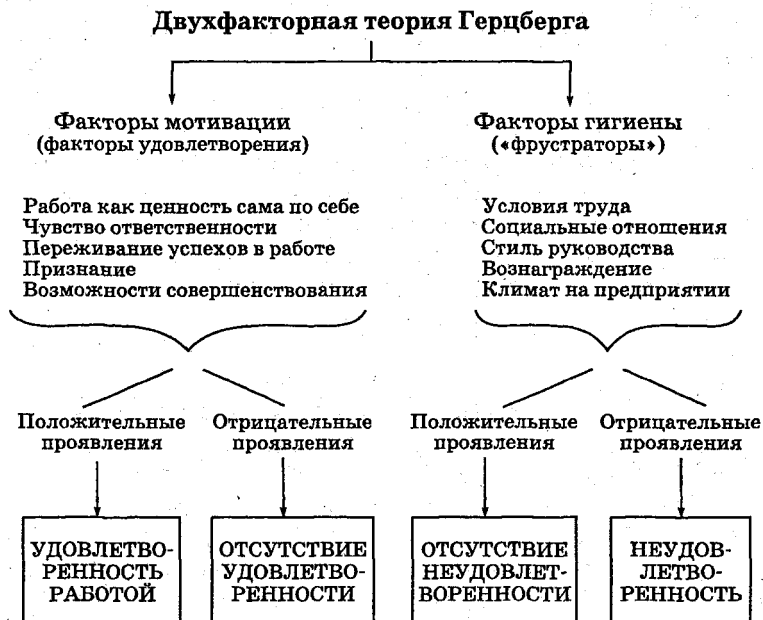 Двухфакторная теория Герцберга
Факторы мотивации
(факторы удовлетворения)
Факторы гигиены
(«фрустраторы»)
Работа как ценность сама по себе
Чувство ответственности
Переживание успехов в работе
Признание
Возможности совершенствования
Условия труда
Социальные отношения
Стиль руководства
Вознаграждение
Климат на предприятии
Положительные
проявления
Отрицательные
проявления
Положительные
проявления
Отрицательные
проявления
УДОВЛЕТВО-
РЕННОСТЬ
РАБОТОЙ
ОТСУТСТВИЕ
УДОВЛЕТВО-
РЕННОСТИ
ОТСУТСТВИЕ
НЕУДОВЛЕТ-
ВОРЕННОСТИ
НЕУДОВ-
ЛЕТВО-
РЕННОСТЬ